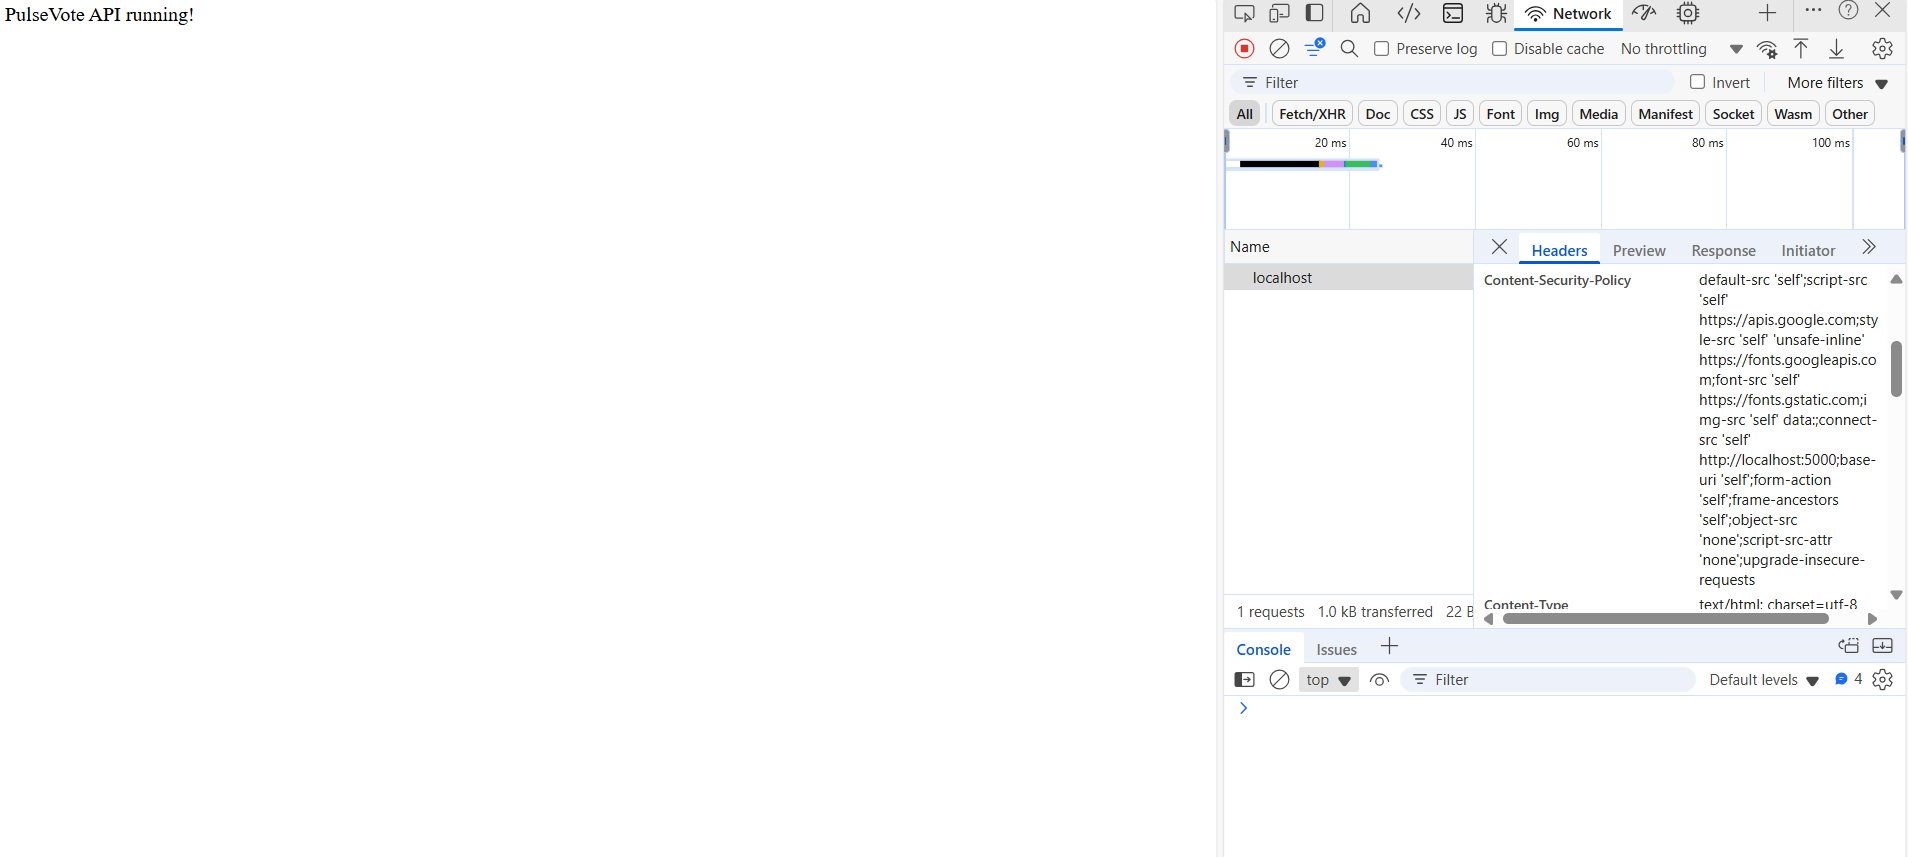 PulseVote API running!
Network
Preserve log
Disable cache
No throttling
Filter
Invert
More filters
All
Fetch/XHR
Doc
CSS
JS
Font
Img
Media
Manifest
Socket
Wasm
Other
20 ms
40 ms
60 ms
80 ms
100 ms
Name
localhost
Headers
Preview
Response
Initiator
Content-Security-Policy
default-src 'self';script-src
'self'
https://apis.google.com;sty
le-src 'self' 'unsafe-inline'
https://fonts.googleapis.co
m;font-src 'self'
https://fonts.gstatic.com;i
mg-src 'self' data:;connect-
src 'self'
http://localhost:5000;base-
uri 'self';form-action
'self';frame-ancestors
'self';object-src
'none';script-src-attr
'none';upgrade-insecure-
requests
Content-Type
text/html; charset=utf-8
1 requests
1.0 kB transferred
22 B
Console
Issues
top
Filter
Default levels
4